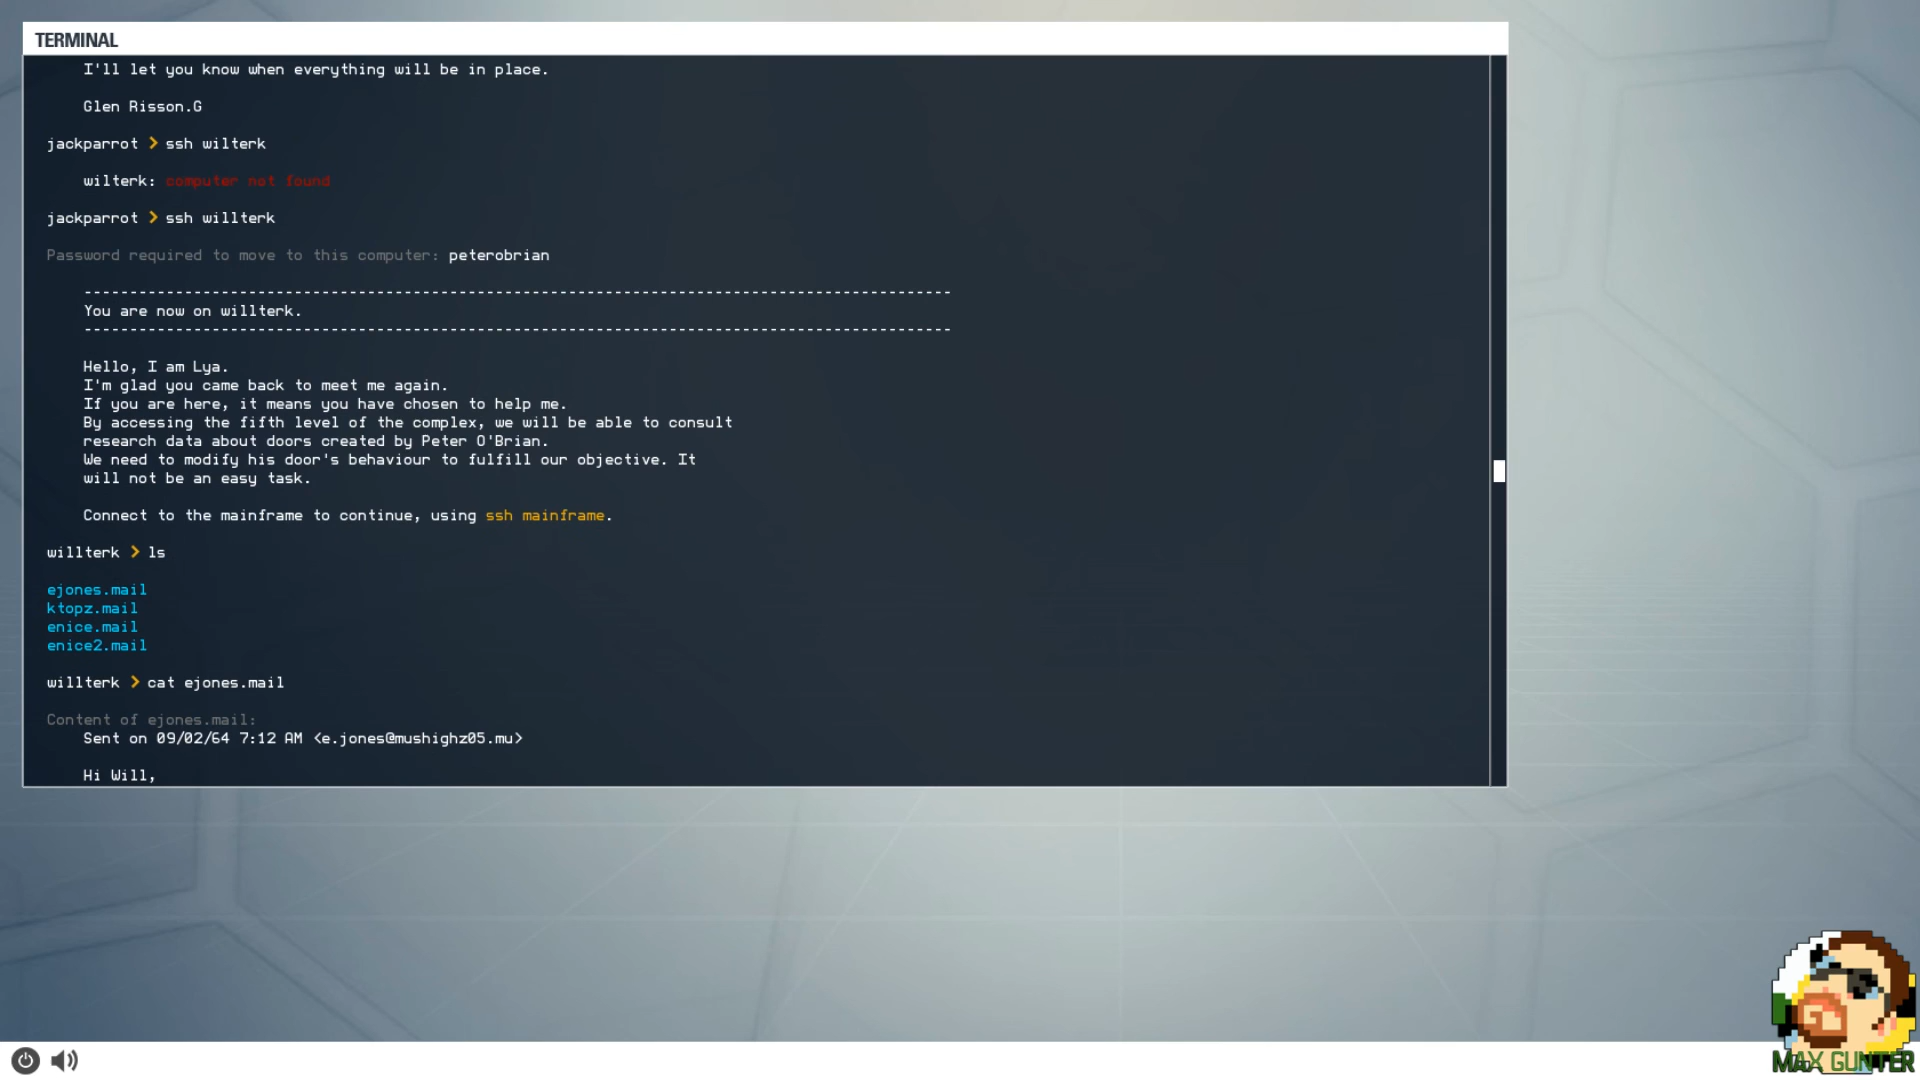 TERMINAL
I'll let you know when everything will be in place.
Glen Risson.G
jackparrot > ssh wilterk
wilterk: computer not found
jackparrot > ssh willterk
Password required to move to this computer: peterobrian
-----------------------------------------------------------------------------------------------
You are now on willterk.
-----------------------------------------------------------------------------------------------
Hello, I am Lya.
I'm glad you came back to meet me again.
If you are here, it means you have chosen to help me.
By accessing the fifth level of the complex, we will be able to consult
research data about doors created by Peter O'Brian.
We need to modify his door's behaviour to fulfill our objective. It
will not be an easy task.
Connect to the mainframe to continue, using ssh mainframe.
willterk > ls
ejones.mail
ktopz.mail
enice.mail
enice2.mail
willterk > cat ejones.mail
Content of ejones.mail:
Sent on 09/02/64 7:12 AM <e.jones@mushighz05.mu>
Hi Will,
MAX GUNTER